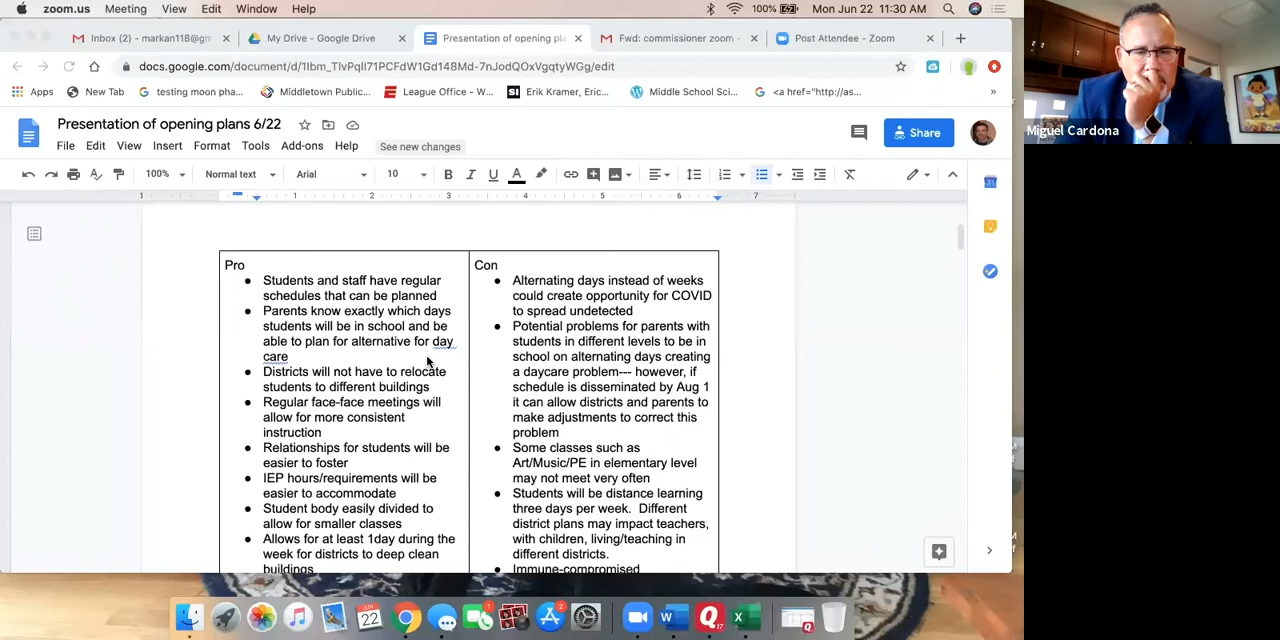 zoom.us Meeting View Edit Window Help 100% Mon Jun 22 11:30 AM
Inbox (2) - markan118@gm My Drive - Google Drive Presentation of opening pla Fwd: commissioner zoom - Post Attendee - Zoom
Apps New Tab testing moon pha... Middletown Public... League Office - W... Erik Kramer, Eric... Middle School Sci... <a href="http://as... »
Presentation of opening plans 6/22
Share
File Edit View Insert Format Tools Add-ons Help See new changes
100% Normal text Arial 10 B I U A
1 1 2 3 4 5 6 7
Miguel Cardona
Pro
Students and staff have regular
schedules that can be planned
Parents know exactly which days
students will be in school and be
able to plan for alternative for day
care
Districts will not have to relocate
students to different buildings
Regular face-face meetings will
allow for more consistent
instruction
Relationships for students will be
easier to foster
IEP hours/requirements will be
easier to accommodate
Student body easily divided to
allow for smaller classes
Allows for at least 1day during the
week for districts to deep clean
buildings
Con
Alternating days instead of weeks
could create opportunity for COVID
to spread undetected
Potential problems for parents with
students in different levels to be in
school on alternating days creating
a daycare problem--- however, if
schedule is disseminated by Aug 1
it can allow districts and parents to
make adjustments to correct this
problem
Some classes such as
Art/Music/PE in elementary level
may not meet very often
Students will be distance learning
three days per week. Different
district plans may impact teachers,
with children, living/teaching in
different districts.
Immune-compromised
JUN
22